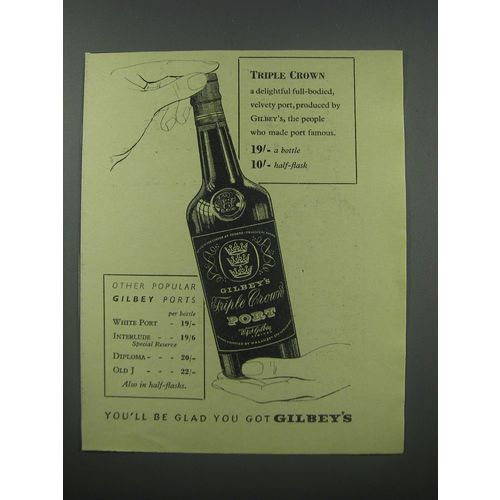 TRIPLE CROWN
a delightful full-bodied,
velvety port, produced by
GILBEY'S, the people
who made port famous.
19/- a bottle
10/- half-flask
GILBEY'S
Triple Crown
PORT
OTHER POPULAR
GILBEY PORTS
per bottle
WHITE PORT - 19/-
INTERLUDE - - 19/6
Special Reserve
DIPLOMA - - - 20/-
OLD J - - 22/-
Also in half-flasks.
YOU'LL BE GLAD YOU GOT GILBEY'S